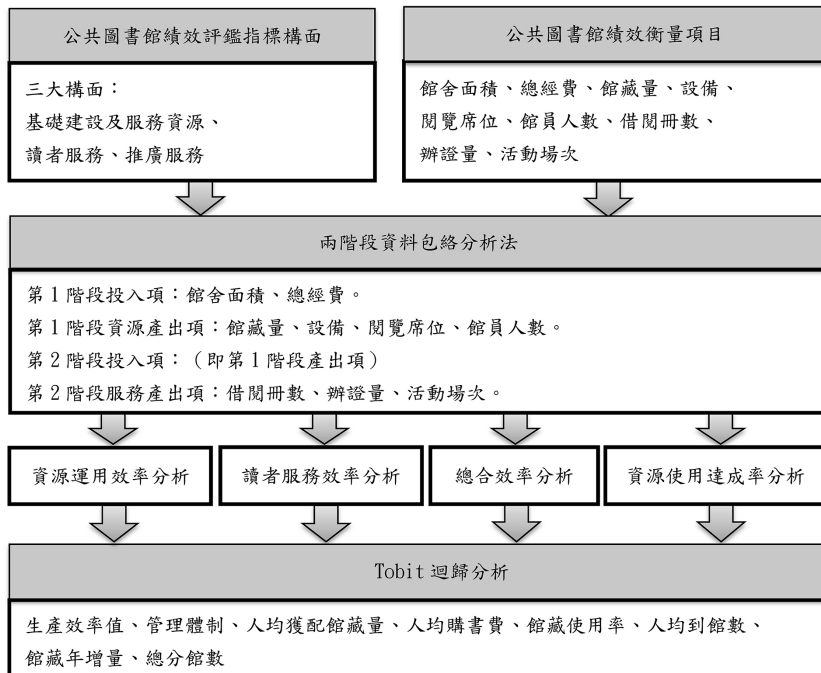 公共圖書館績效評鑑指標構面
三大構面：
基礎建設及服務資源、
讀者服務、推廣服務
公共圖書館績效衡量項目
館舍面積、總經費、館藏量、設備、
閱覽席位、館員人數、借閱冊數、
辦證量、活動場次
兩階段資料包絡分析法
第1階段投入項：館舍面積、總經費。
第1階段資源產出項：館藏量、設備、閱覽席位、館員人數。
第2階段投入項：（即第1階段產出項）
第2階段服務產出項：借閱冊數、辦證量、活動場次。
資源運用效率分析
讀者服務效率分析
總合效率分析
資源使用達成率分析
Tobit 迴歸分析
生產效率值、管理體制、人均獲配館藏量、人均購書費、館藏使用率、人均到館數、
館藏年增量、總分館數